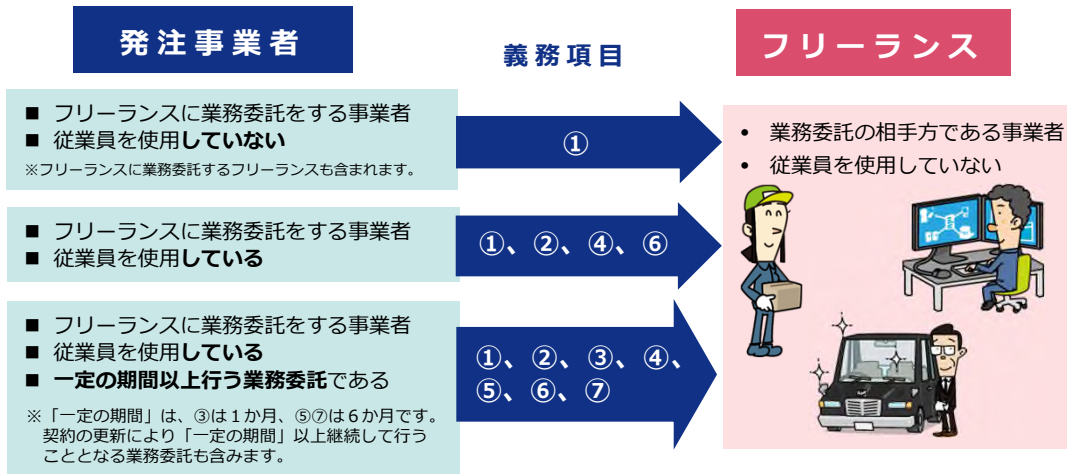 発注事業者
義務項目
フリーランス
■ フリーランスに業務委託をする事業者
■ 従業員を使用していない
※フリーランスに業務委託するフリーランスも含まれます。
①
• 業務委託の相手方である事業者
• 従業員を使用していない
■ フリーランスに業務委託をする事業者
■ 従業員を使用している
①、②、④、⑥
■ フリーランスに業務委託をする事業者
■ 従業員を使用している
■ 一定の期間以上行う業務委託である
※「一定の期間」は、③は１か月、⑤⑦は６か月です。
契約の更新により「一定の期間」以上継続して行う
こととなる業務委託も含みます。
①、②、③、④、
⑤、⑥、⑦